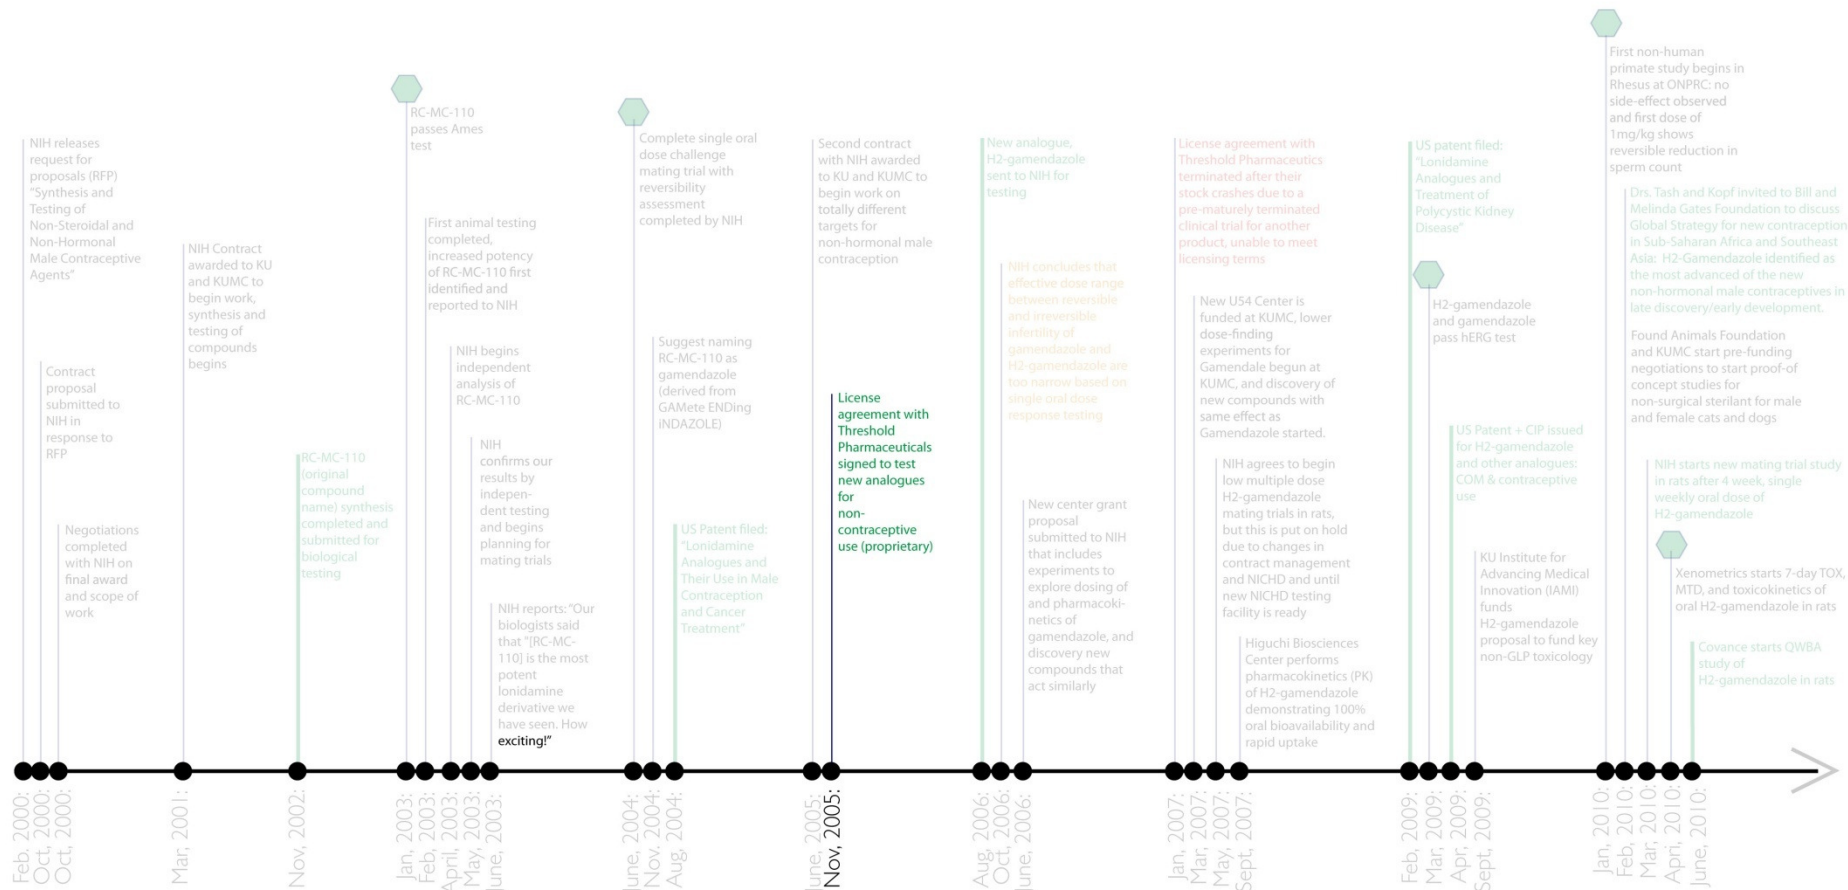 NIH releases
request for
proposals (RFP)
"Synthesis and
Testing of
Non-Steroidal and
Non-Hormonal
Male Contraceptive
Agents"
Contract
proposal
submitted to
NIH in
response to
RFP
Negotiations
completed
with NIH on
final award
and scope of
work
NIH Contract
awarded to KU
and KUMC to
begin work,
synthesis and
testing of
compounds
begins
RC-MC-110
(original
compound
name) synthesis
completed and
submitted for
biological
testing
RC-MC-110
passes Ames
test
First animal testing
completed,
increased potency
of RC-MC-110 first
identified and
reported to NIH
NIH begins
independent
analysis of
RC-MC-110
NIH
confirms our
results by
indepen-
dent testing
and begins
planning for
mating trials
NIH reports: "Our
biologists said
that "[RC-MC-
110] is the most
potent
lonidamine
derivative we
have seen. How
exciting!"
Complete single oral
dose challenge
mating trial with
reversibility
assessment
completed by NIH
Suggest naming
RC-MC-110 as
gamendazole
(derived from
GAMete ENDing
iNDAZOLE)
US Patent filed:
"Lonidamine
Analogues and
Their Use in Male
Contraception
and Cancer
Treatment"
Second contract
with NIH awarded
to KU and KUMC to
begin work on
totally different
targets for
non-hormonal male
contraception
License
agreement with
Threshold
Pharmaceuticals
signed to test
new analogues
for
non-
contraceptive
use (proprietary)
New analogue,
H2-gamendazole
sent to NIH for
testing
NIH concludes that
effective dose range
between reversible
and irreversible
infertility of
gamendazole and
H2-gamendazole are
too narrow based on
single oral dose
response testing
New center grant
proposal
submitted to NIH
that includes
experiments to
explore dosing of
and pharmacoki-
netics of
gamendazole, and
discovery new
compounds that
act similarly
License agreement with
Threshold Pharmaceutics
terminated after their
stock crashes due to a
pre-maturely terminated
clinical trial for another
product, unable to meet
licensing terms
New U54 Center is
funded at KUMC, lower
dose-finding
experiments for
Gamendale begun at
KUMC, and discovery of
new compounds with
same effect as
Gamendazole started.
NIH agrees to begin
low multiple dose
H2-gamendazole
mating trials in rats,
but this is put on hold
due to changes in
contract management
and NICHD and until
new NICHD testing
facility is ready
Higuchi Biosciences
Center performs
pharmacokinetics (PK)
of H2-gamendazole
demonstrating 100%
oral bioavailability and
rapid uptake
US patent filed:
"Lonidamine
Analogues and
Treatment of
Polycystic Kidney
Disease"
H2-gamendazole
and gamendazole
pass hERG test
US Patent + CIP issued
for H2-gamendazole
and other analogues:
COM & contraceptive
use
KU Institute for
Advancing Medical
Innovation (IAMI)
funds
H2-gamendazole
proposal to fund key
non-GLP toxicology
First non-human
primate study begins in
Rhesus at ONPRC: no
side-effect observed
and first dose of
1mg/kg shows
reversible reduction in
sperm count
Drs. Tash and Kopf invited to Bill and
Melinda Gates Foundation to discuss
Global Strategy for new contraception
in Sub-Saharan Africa and Southeast
Asia: H2-Gamendazole identified as
the most advanced of the new
non-hormonal male contraceptives in
late discovery/early development.
Found Animals Foundation
and KUMC start pre-funding
negotiations to start proof-of
concept studies for
non-surgical sterilant for male
and female cats and dogs
NIH starts new mating trial study
in rats after 4 week, single
weekly oral dose of
H2-gamendazole
Xenometrics starts 7-day TOX,
MTD, and toxicokinetics of
oral H2-gamendazole in rats
Covance starts QWBA
study of
H2-gamendazole in rats
Feb. 2000:
Oct, 2000:
Oct, 2000:
Mar, 2001:
Nov, 2002:
Jan, 2003:
Feb, 2003:
April, 2003:
May, 2003:
June, 2003:
June, 2004:
Nov, 2004:
Aug, 2004:
June, 2005:
Nov, 2005:
Aug, 2006:
Oct, 2006:
June, 2006:
Jan, 2007:
Mar, 2007:
May, 2007:
Sept, 2007:
Feb, 2009:
Mar, 2009:
Apr, 2009:
Sept, 2009:
Jan, 2010:
Feb, 2010:
Mar, 2010:
Apri, 2010:
June, 2010: